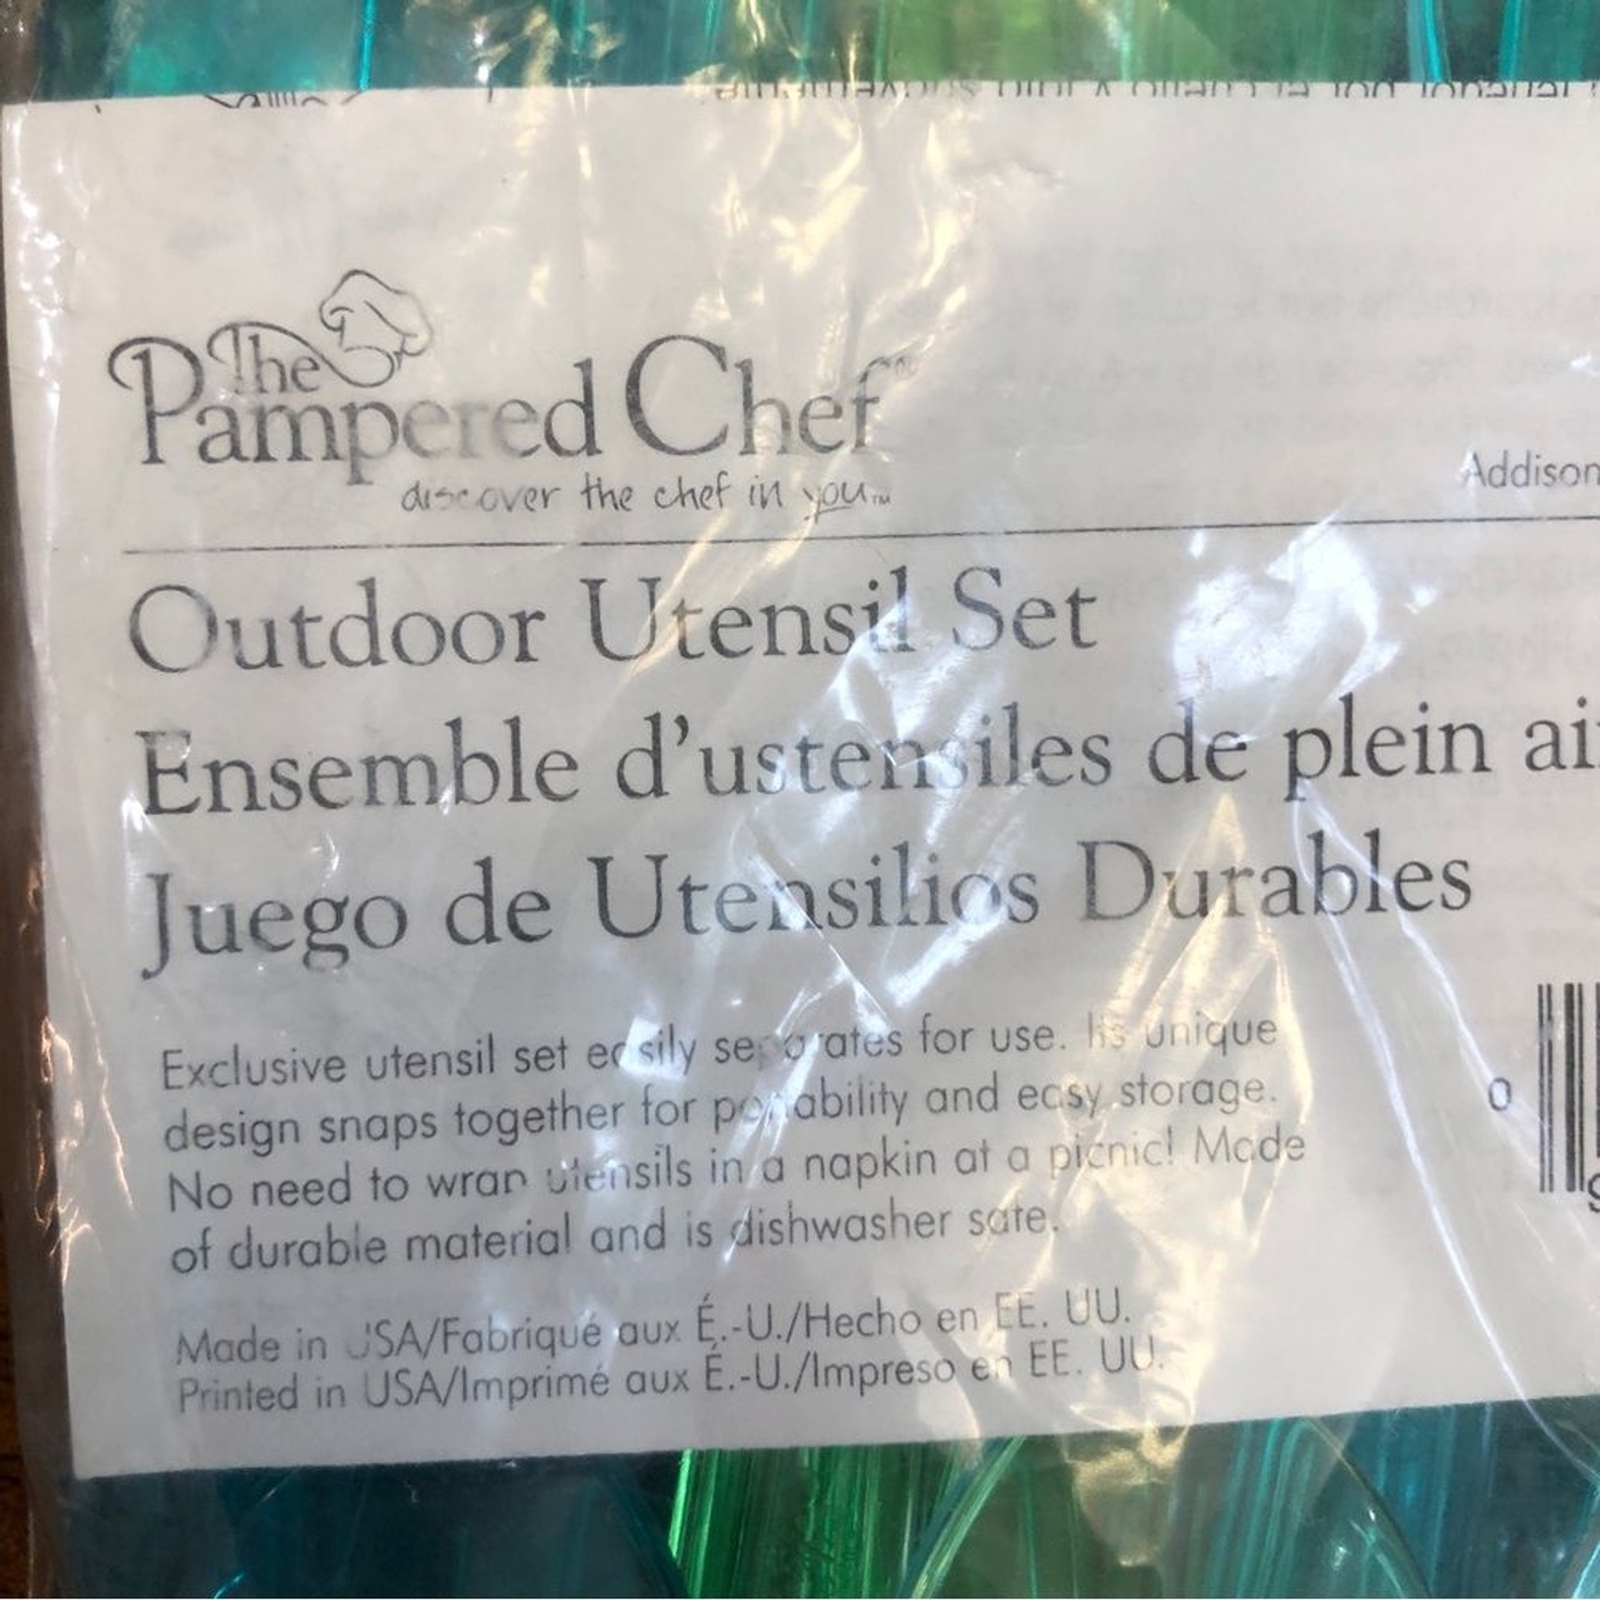 The
Pampered Chef
discover the chef in you™
Addison
Outdoor Utensil Set
Ensemble d'ustensiles de plein air
Juego de Utensilios Durables
Exclusive utensil set easily separates for use. Its unique
design snaps together for portability and easy storage.
No need to wrap utensils in a napkin at a picnic! Made
of durable material and is dishwasher safe.
0
Made in USA/Fabriqué aux É.-U./Hecho en EE. UU.
Printed in USA/Imprimé aux É.-U./Impreso en EE. UU.